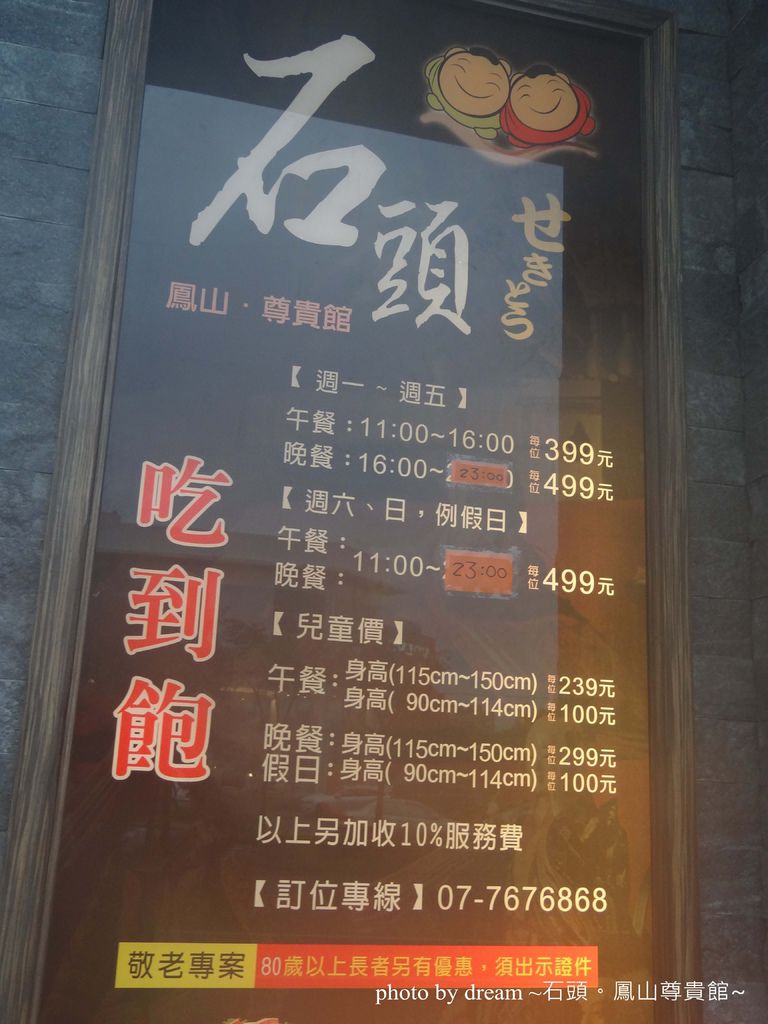 石頭
せきとう
鳳山．尊貴館
吃到飽
【 週一 ~ 週五 】
午餐：11:00~16:00 每位 399元
晚餐：16:00~23:00 每位 499元
【 週六、日，例假日 】
午餐：
晚餐：11:00~23:00 每位 499元
【 兒童價 】
午餐：身高(115cm~150cm) 每位 239元
身高( 90cm~114cm) 每位 100元
晚餐：身高(115cm~150cm) 每位 299元
假日：身高( 90cm~114cm) 每位 100元
以上另加收10%服務費
【 訂位專線 】07-7676868
敬老專案 80歲以上長者另有優惠，須出示證件
photo by dream ~石頭。鳳山尊貴館~